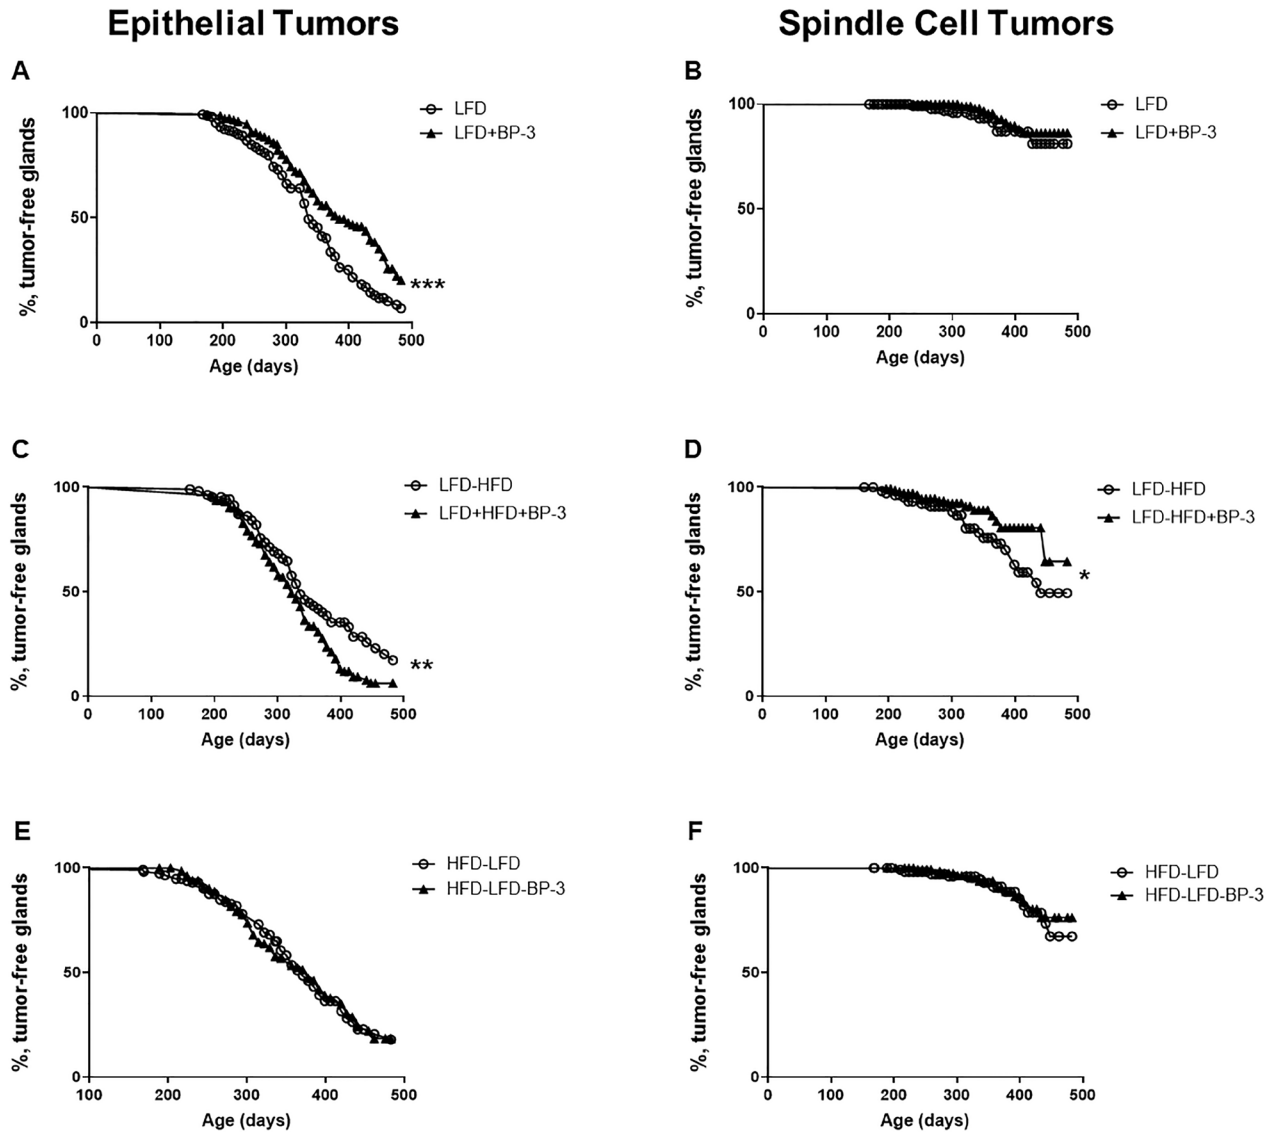 Epithelial Tumors
Spindle Cell Tumors
A
%, tumor-free glands
100
50
0
0 100 200 300 400 500
Age (days)
LFD
LFD+BP-3
***
B
%, tumor-free glands
100
50
0
0 100 200 300 400 500
Age (days)
LFD
LFD+BP-3
C
%, tumor-free glands
100
50
0
0 100 200 300 400 500
Age (days)
LFD-HFD
LFD+HFD+BP-3
**
D
%, tumor-free glands
100
50
0
0 100 200 300 400 500
Age (days)
LFD-HFD
LFD-HFD+BP-3
*
E
%, tumor-free glands
100
50
0
100 200 300 400 500
Age (days)
HFD-LFD
HFD-LFD-BP-3
F
%, tumor-free glands
100
50
0
0 100 200 300 400 500
Age (days)
HFD-LFD
HFD-LFD-BP-3